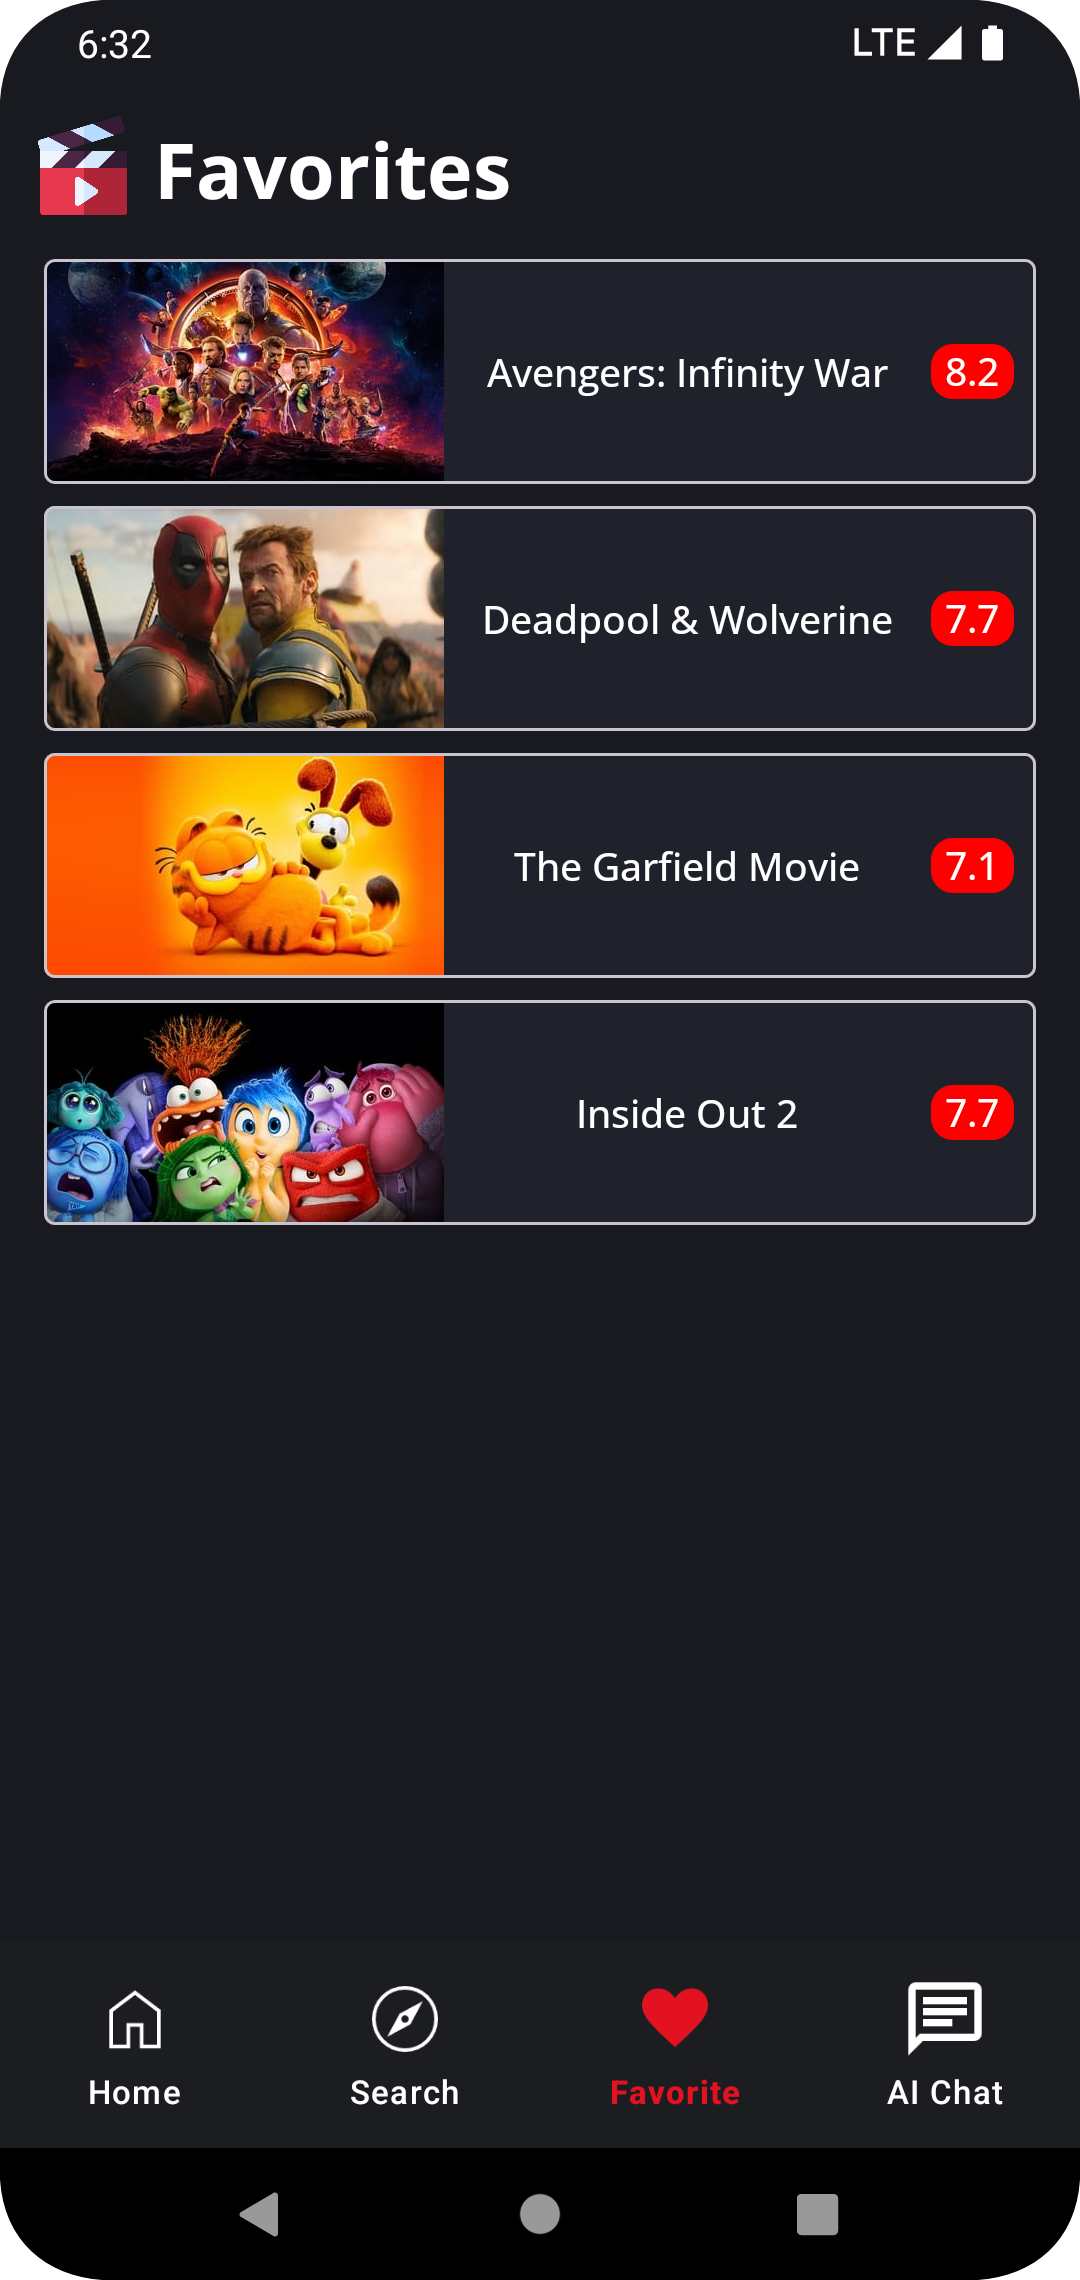 6:32
LTE
Favorites
Avengers: Infinity War
8.2
Deadpool & Wolverine
7.7
The Garfield Movie
7.1
Inside Out 2
7.7
Home
Search
Favorite
AI Chat